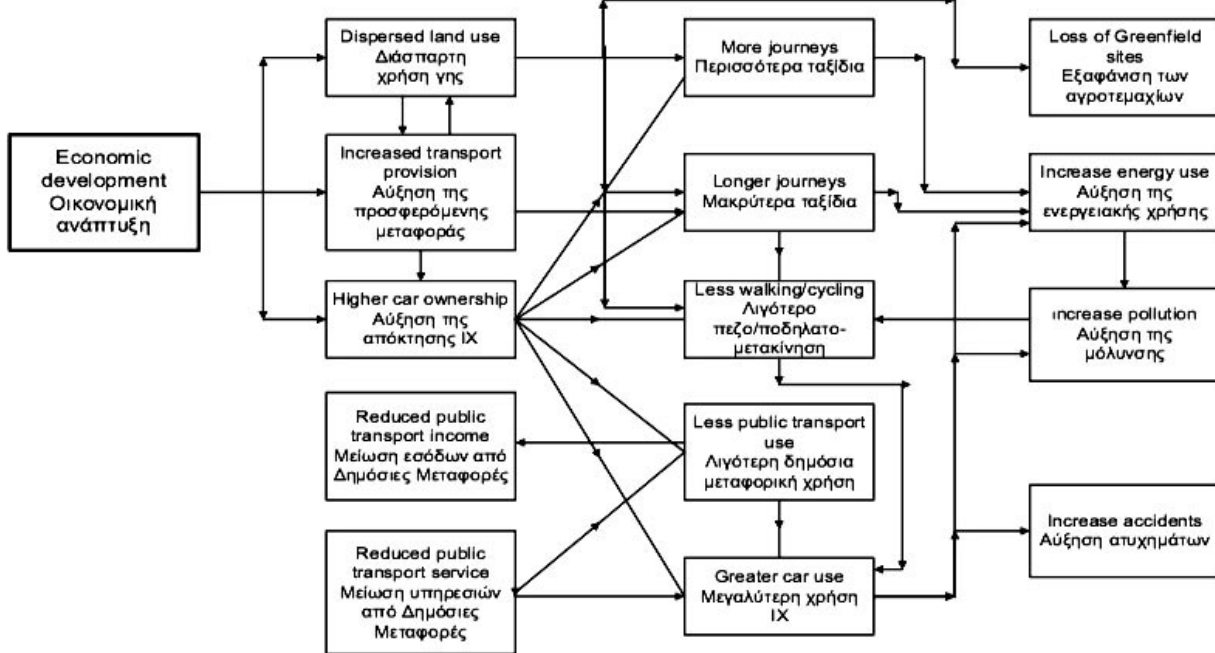 Economic
development
Οικονομική
ανάπτυξη
Dispersed land use
Διάσπαρτη
χρήση γης
Increased transport
provision
Αύξηση της
προσφερόμενης
μεταφοράς
Higher car ownership
Αύξηση της
απόκτησης ΙΧ
Reduced public
transport income
Μείωση εσόδων από
Δημόσιες Μεταφορές
Reduced public
transport service
Μείωση υπηρεσιών
από Δημόσιες
Μεταφορές
More journeys
Περισσότερα ταξίδια
Longer journeys
Μακρύτερα ταξίδια
Less walking/cycling
Λιγότερο
πεζο/ποδηλατο-
μετακίνηση
Less public transport
use
Λιγότερη δημόσια
μεταφορική χρήση
Greater car use
Μεγαλύτερη χρήση
ΙΧ
Loss of Greenfield
sites
Εξαφάνιση των
αγροτεμαχίων
Increase energy use
Αύξηση της
ενεργειακής χρήσης
Increase pollution
Αύξηση της
μόλυνσης
Increase accidents
Αύξηση ατυχημάτων